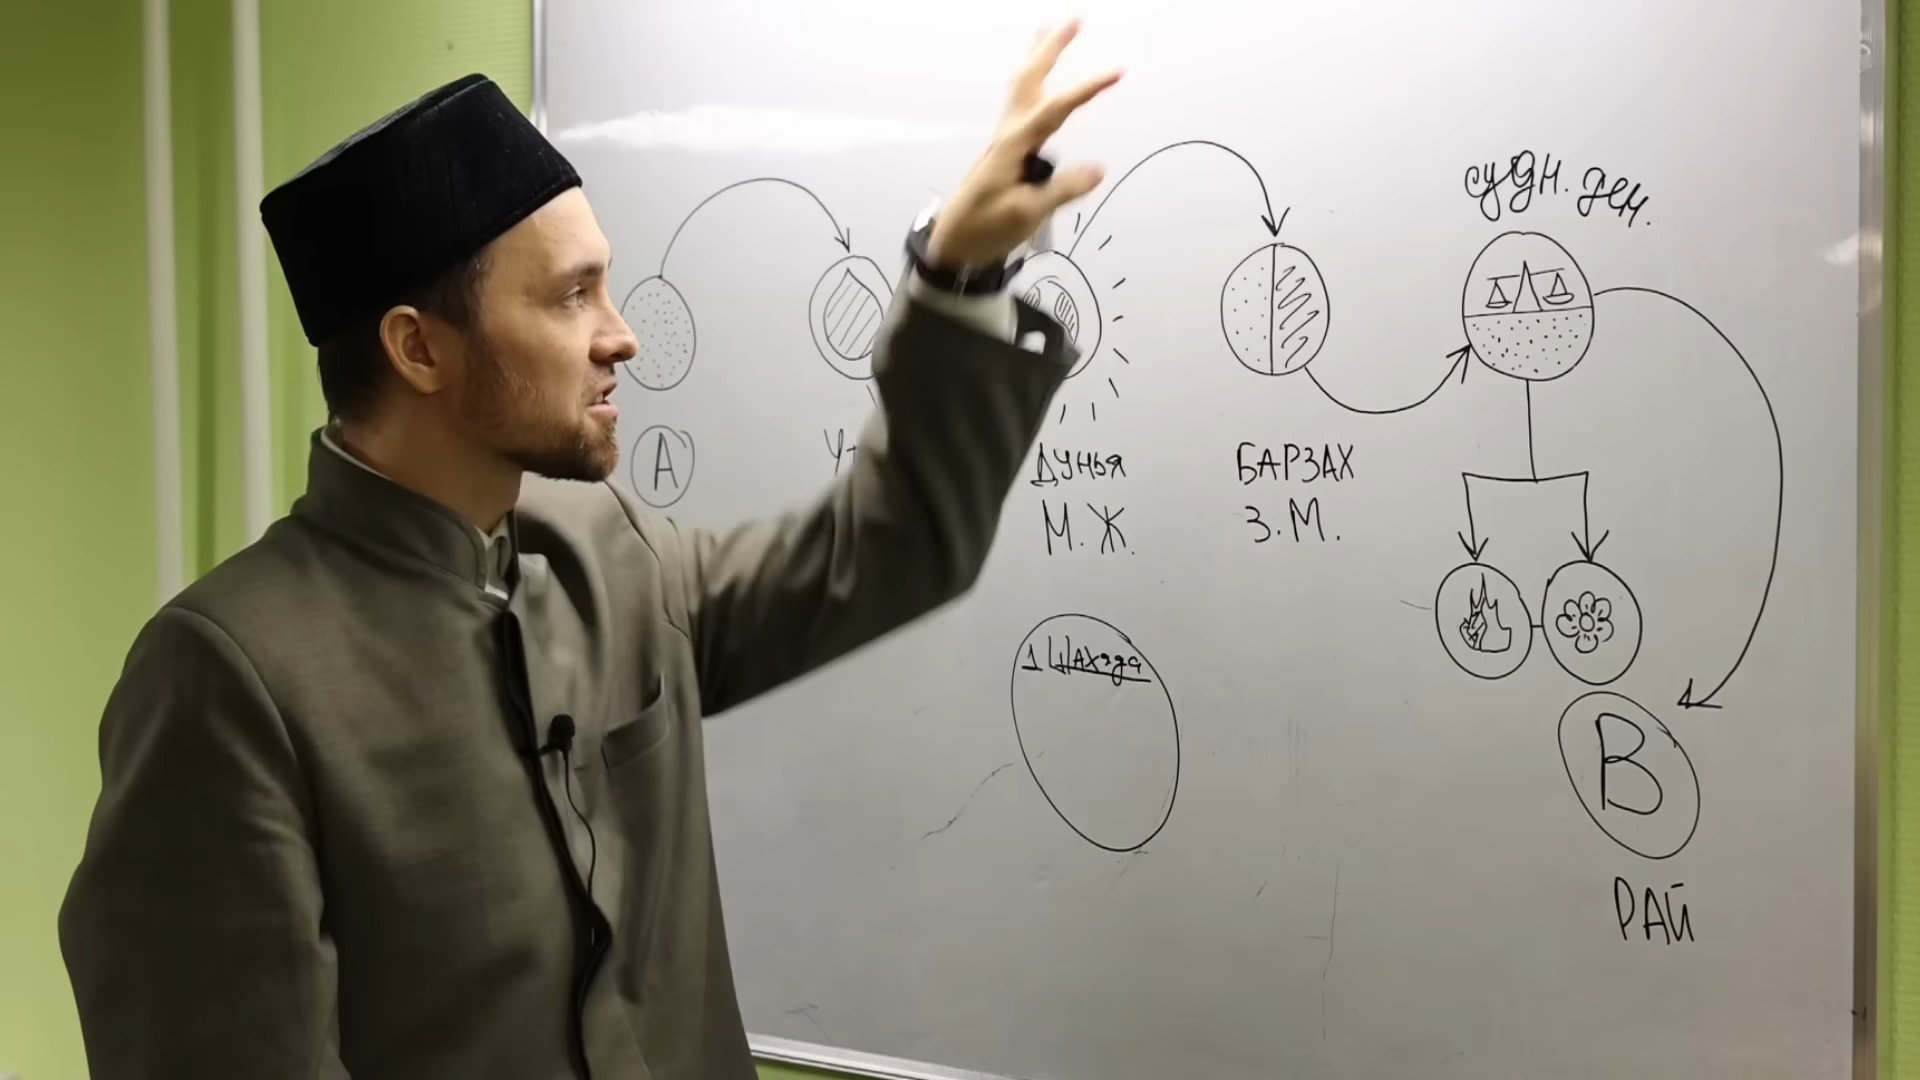 судн. ден.
А
ДУНЬЯ
М. Ж.
БАРЗАХ
З. М.
1 Шахада
В
РАЙ